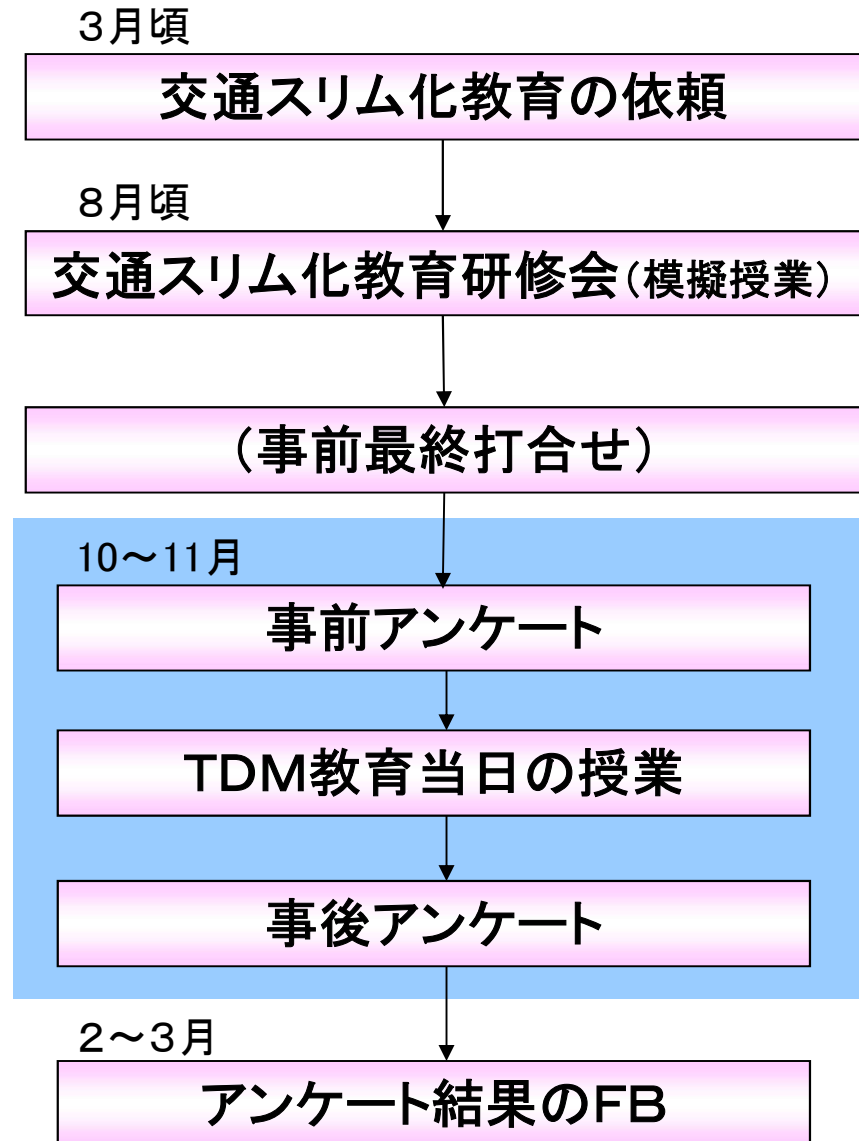 ３月頃
交通スリム化教育の依頼
８月頃
交通スリム化教育研修会（模擬授業）
（事前最終打合せ）
10～11月
事前アンケート
ＴＤＭ教育当日の授業
事後アンケート
２～３月
アンケート結果のＦＢ